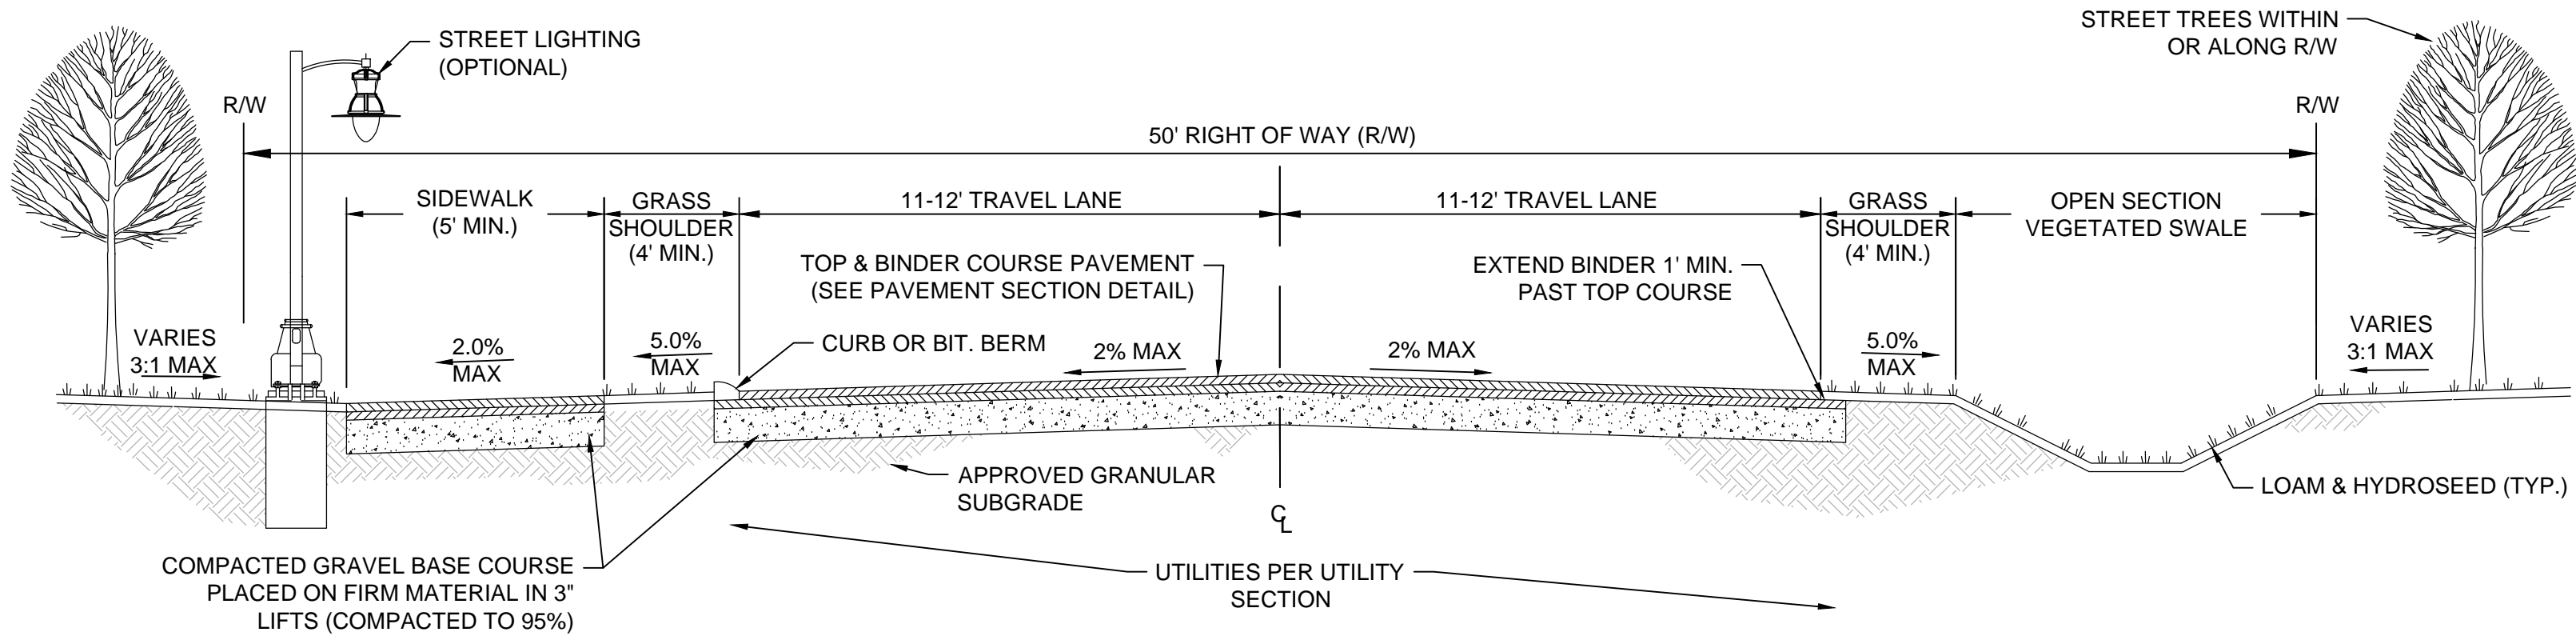 STREET LIGHTING
(OPTIONAL)
STREET TREES WITHIN
OR ALONG R/W
R/W
R/W
50' RIGHT OF WAY (R/W)
SIDEWALK
(5' MIN.)
GRASS
SHOULDER
(4' MIN.)
11-12' TRAVEL LANE
11-12' TRAVEL LANE
GRASS
SHOULDER
(4' MIN.)
OPEN SECTION
VEGETATED SWALE
TOP & BINDER COURSE PAVEMENT
(SEE PAVEMENT SECTION DETAIL)
EXTEND BINDER 1' MIN.
PAST TOP COURSE
VARIES
3:1 MAX
2.0%
MAX
5.0%
MAX
CURB OR BIT. BERM
2% MAX
2% MAX
5.0%
MAX
VARIES
3:1 MAX
APPROVED GRANULAR
SUBGRADE
LOAM & HYDROSEED (TYP.)
CL
COMPACTED GRAVEL BASE COURSE
PLACED ON FIRM MATERIAL IN 3"
LIFTS (COMPACTED TO 95%)
UTILITIES PER UTILITY
SECTION